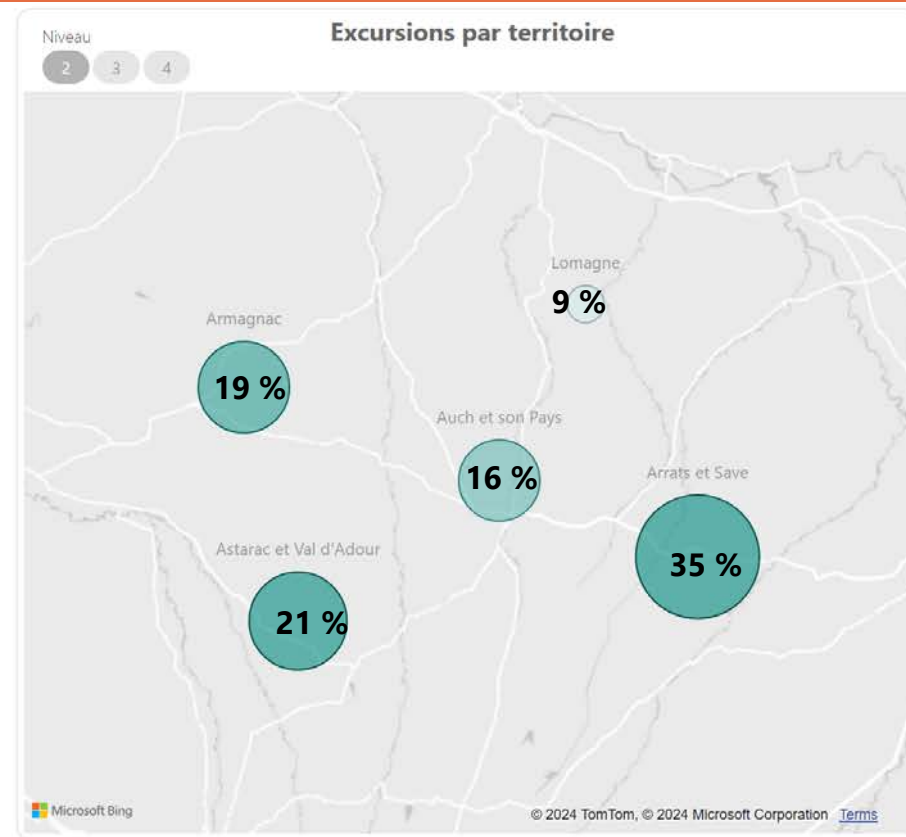 Excursions par territoire
Niveau
2 3 4
Lomagne
9 %
Armagnac
19 %
Auch et son Pays
16 %
Arrats et Save
35 %
Astarac et Val d'Adour
21 %
Microsoft Bing
© 2024 TomTom, © 2024 Microsoft Corporation Terms